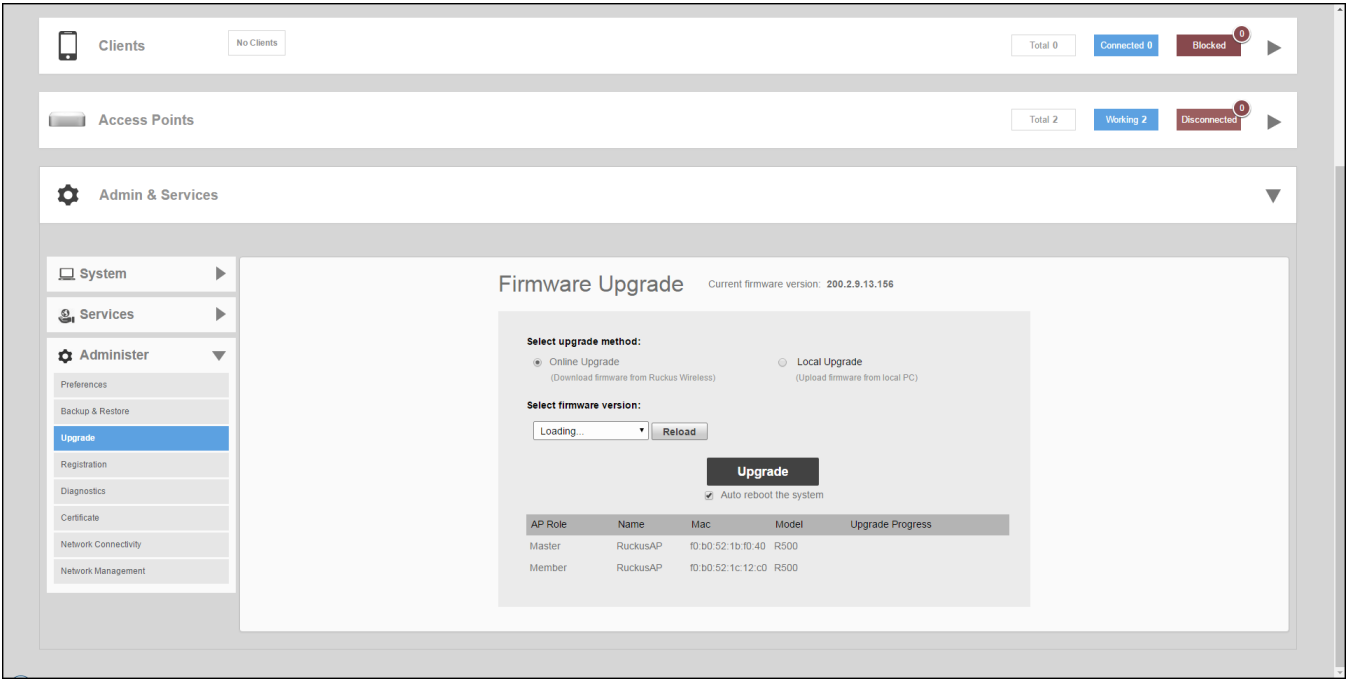 Clients
No Clients
Total 0
Connected 0
Blocked
0
Access Points
Total 2
Working 2
Disconnected
0
Admin & Services
System
Services
Administer
Preferences
Backup & Restore
Upgrade
Registration
Diagnostics
Certificate
Network Connectivity
Network Management
Firmware Upgrade Current firmware version: 200.2.9.13.156
Select upgrade method:
Online Upgrade Local Upgrade
(Download firmware from Ruckus Wireless) (Upload firmware from local PC)
Select firmware version:
Loading... Reload
Upgrade
Auto reboot the system
AP Role Name Mac Model Upgrade Progress
Master RuckusAP f0:b0:52:1b:f0:40 R500
Member RuckusAP f0:b0:52:1c:12:c0 R500